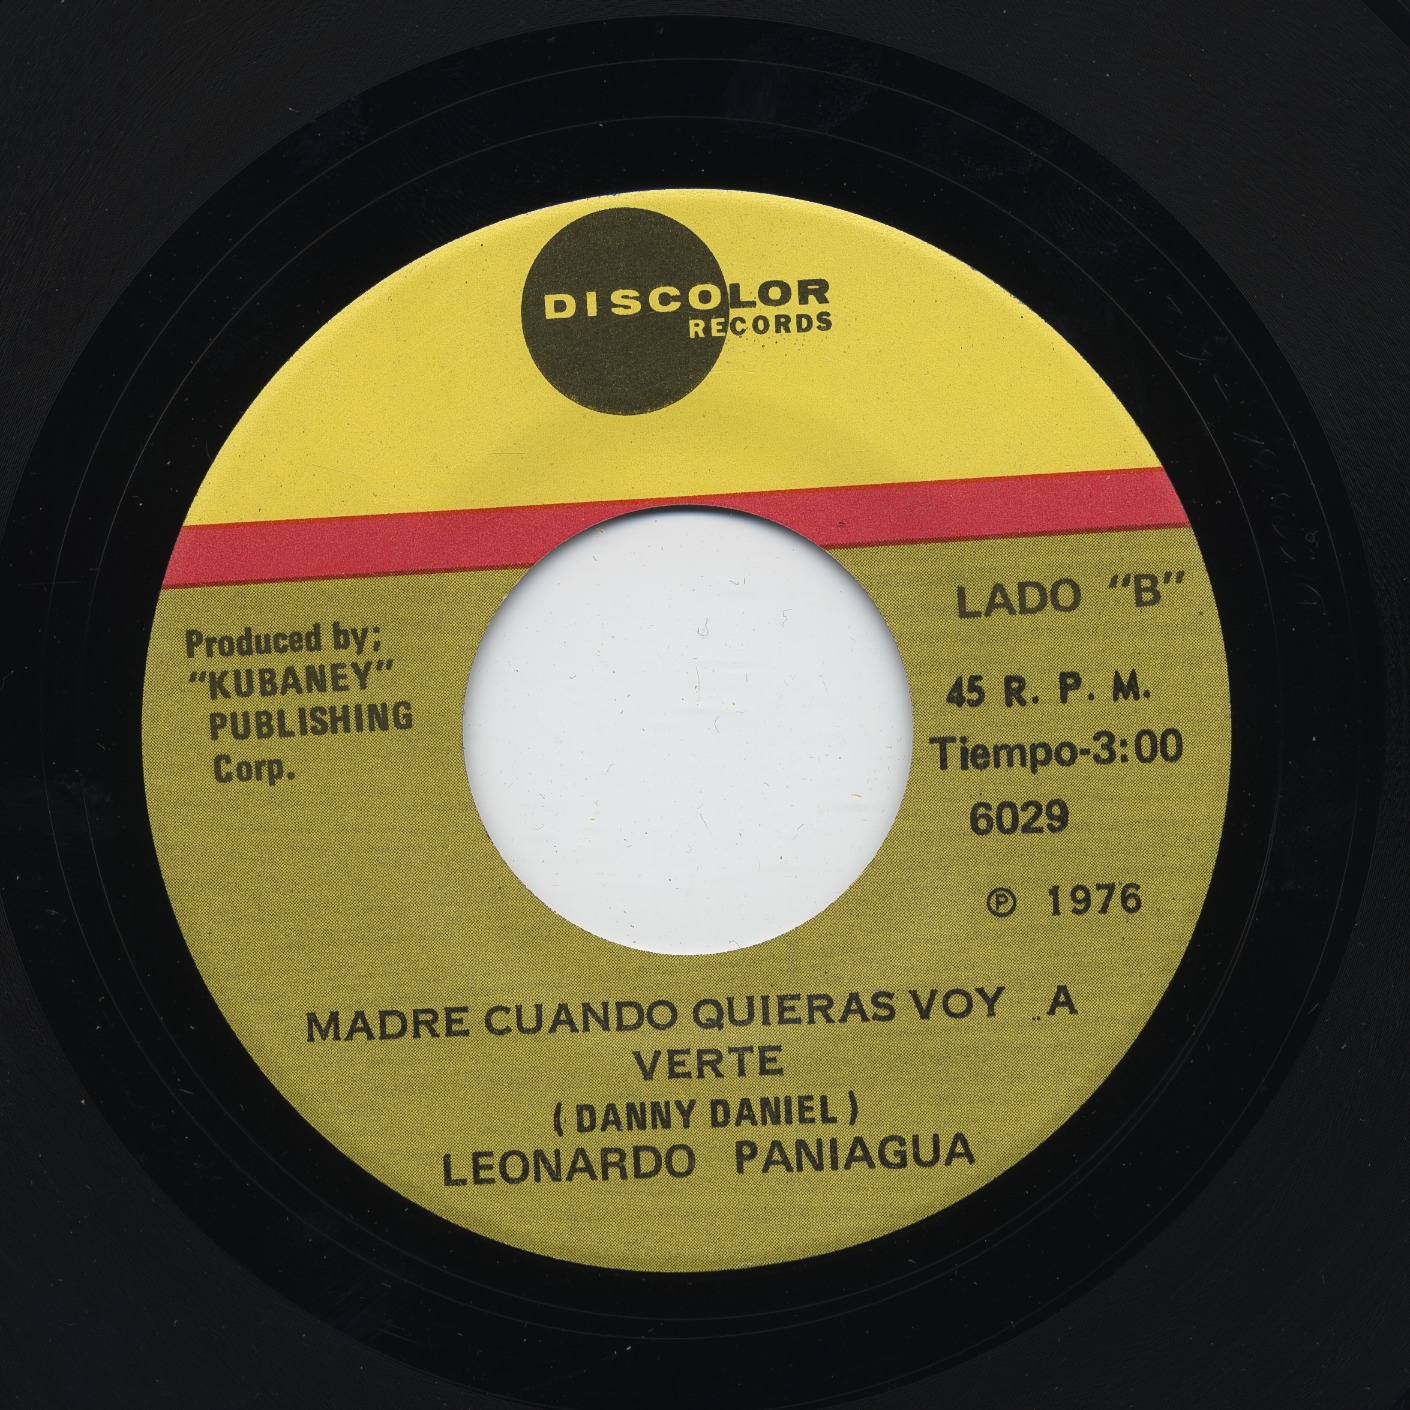 DISCOLOR
RECORDS
Produced by;
"KUBANEY"
PUBLISHING
Corp.
LADO "B"
45 R. P. M.
Tiempo-3:00
6029
℗ 1976
MADRE CUANDO QUIERAS VOY A
VERTE
( DANNY DANIEL )
LEONARDO PANIAGUA